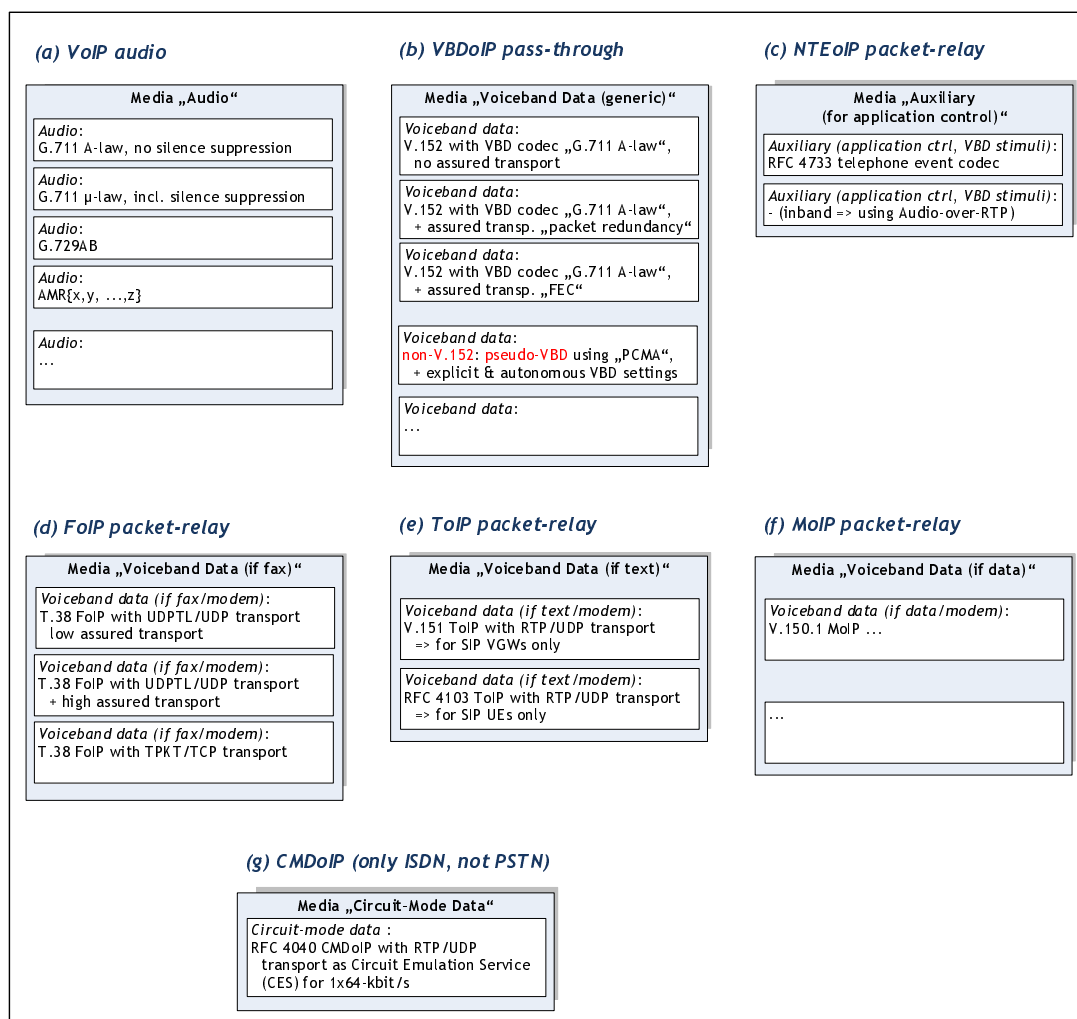 (a) VoIP audio
Media „Audio“
Audio:
G.711 A-law, no silence suppression
Audio:
G.711 µ-law, incl. silence suppression
Audio:
G.729AB
Audio:
AMR{x,y, ...,z}
Audio:
...
(b) VBDoIP pass-through
Media „Voiceband Data (generic)“
Voiceband data:
V.152 with VBD codec „G.711 A-law“,
no assured transport
Voiceband data:
V.152 with VBD codec „G.711 A-law“,
+ assured transp. „packet redundancy“
Voiceband data:
V.152 with VBD codec „G.711 A-law“,
+ assured transp. „FEC“
Voiceband data:
non-V.152: pseudo-VBD using „PCMA“,
+ explicit & autonomous VBD settings
Voiceband data:
...
(c) NTEoIP packet-relay
Media „Auxiliary
(for application control)“
Auxiliary (application ctrl, VBD stimuli):
RFC 4733 telephone event codec
Auxiliary (application ctrl, VBD stimuli):
- (inband => using Audio-over-RTP)
(d) FoIP packet-relay
Media „Voiceband Data (if fax)“
Voiceband data (if fax/modem):
T.38 FoIP with UDPTL/UDP transport
low assured transport
Voiceband data (if fax/modem):
T.38 FoIP with UDPTL/UDP transport
+ high assured transport
Voiceband data (if fax/modem):
T.38 FoIP with TPKT/TCP transport
(e) ToIP packet-relay
Media „Voiceband Data (if text)“
Voiceband data (if text/modem):
V.151 ToIP with RTP/UDP transport
=> for SIP VGWs only
Voiceband data (if text/modem):
RFC 4103 ToIP with RTP/UDP transport
=> for SIP UEs only
(f) MoIP packet-relay
Media „Voiceband Data (if data)“
Voiceband data (if data/modem):
V.150.1 MoIP ...
...
(g) CMDoIP (only ISDN, not PSTN)
Media „Circuit-Mode Data“
Circuit-mode data :
RFC 4040 CMDoIP with RTP/UDP
transport as Circuit Emulation Service
(CES) for 1x64-kbit/s